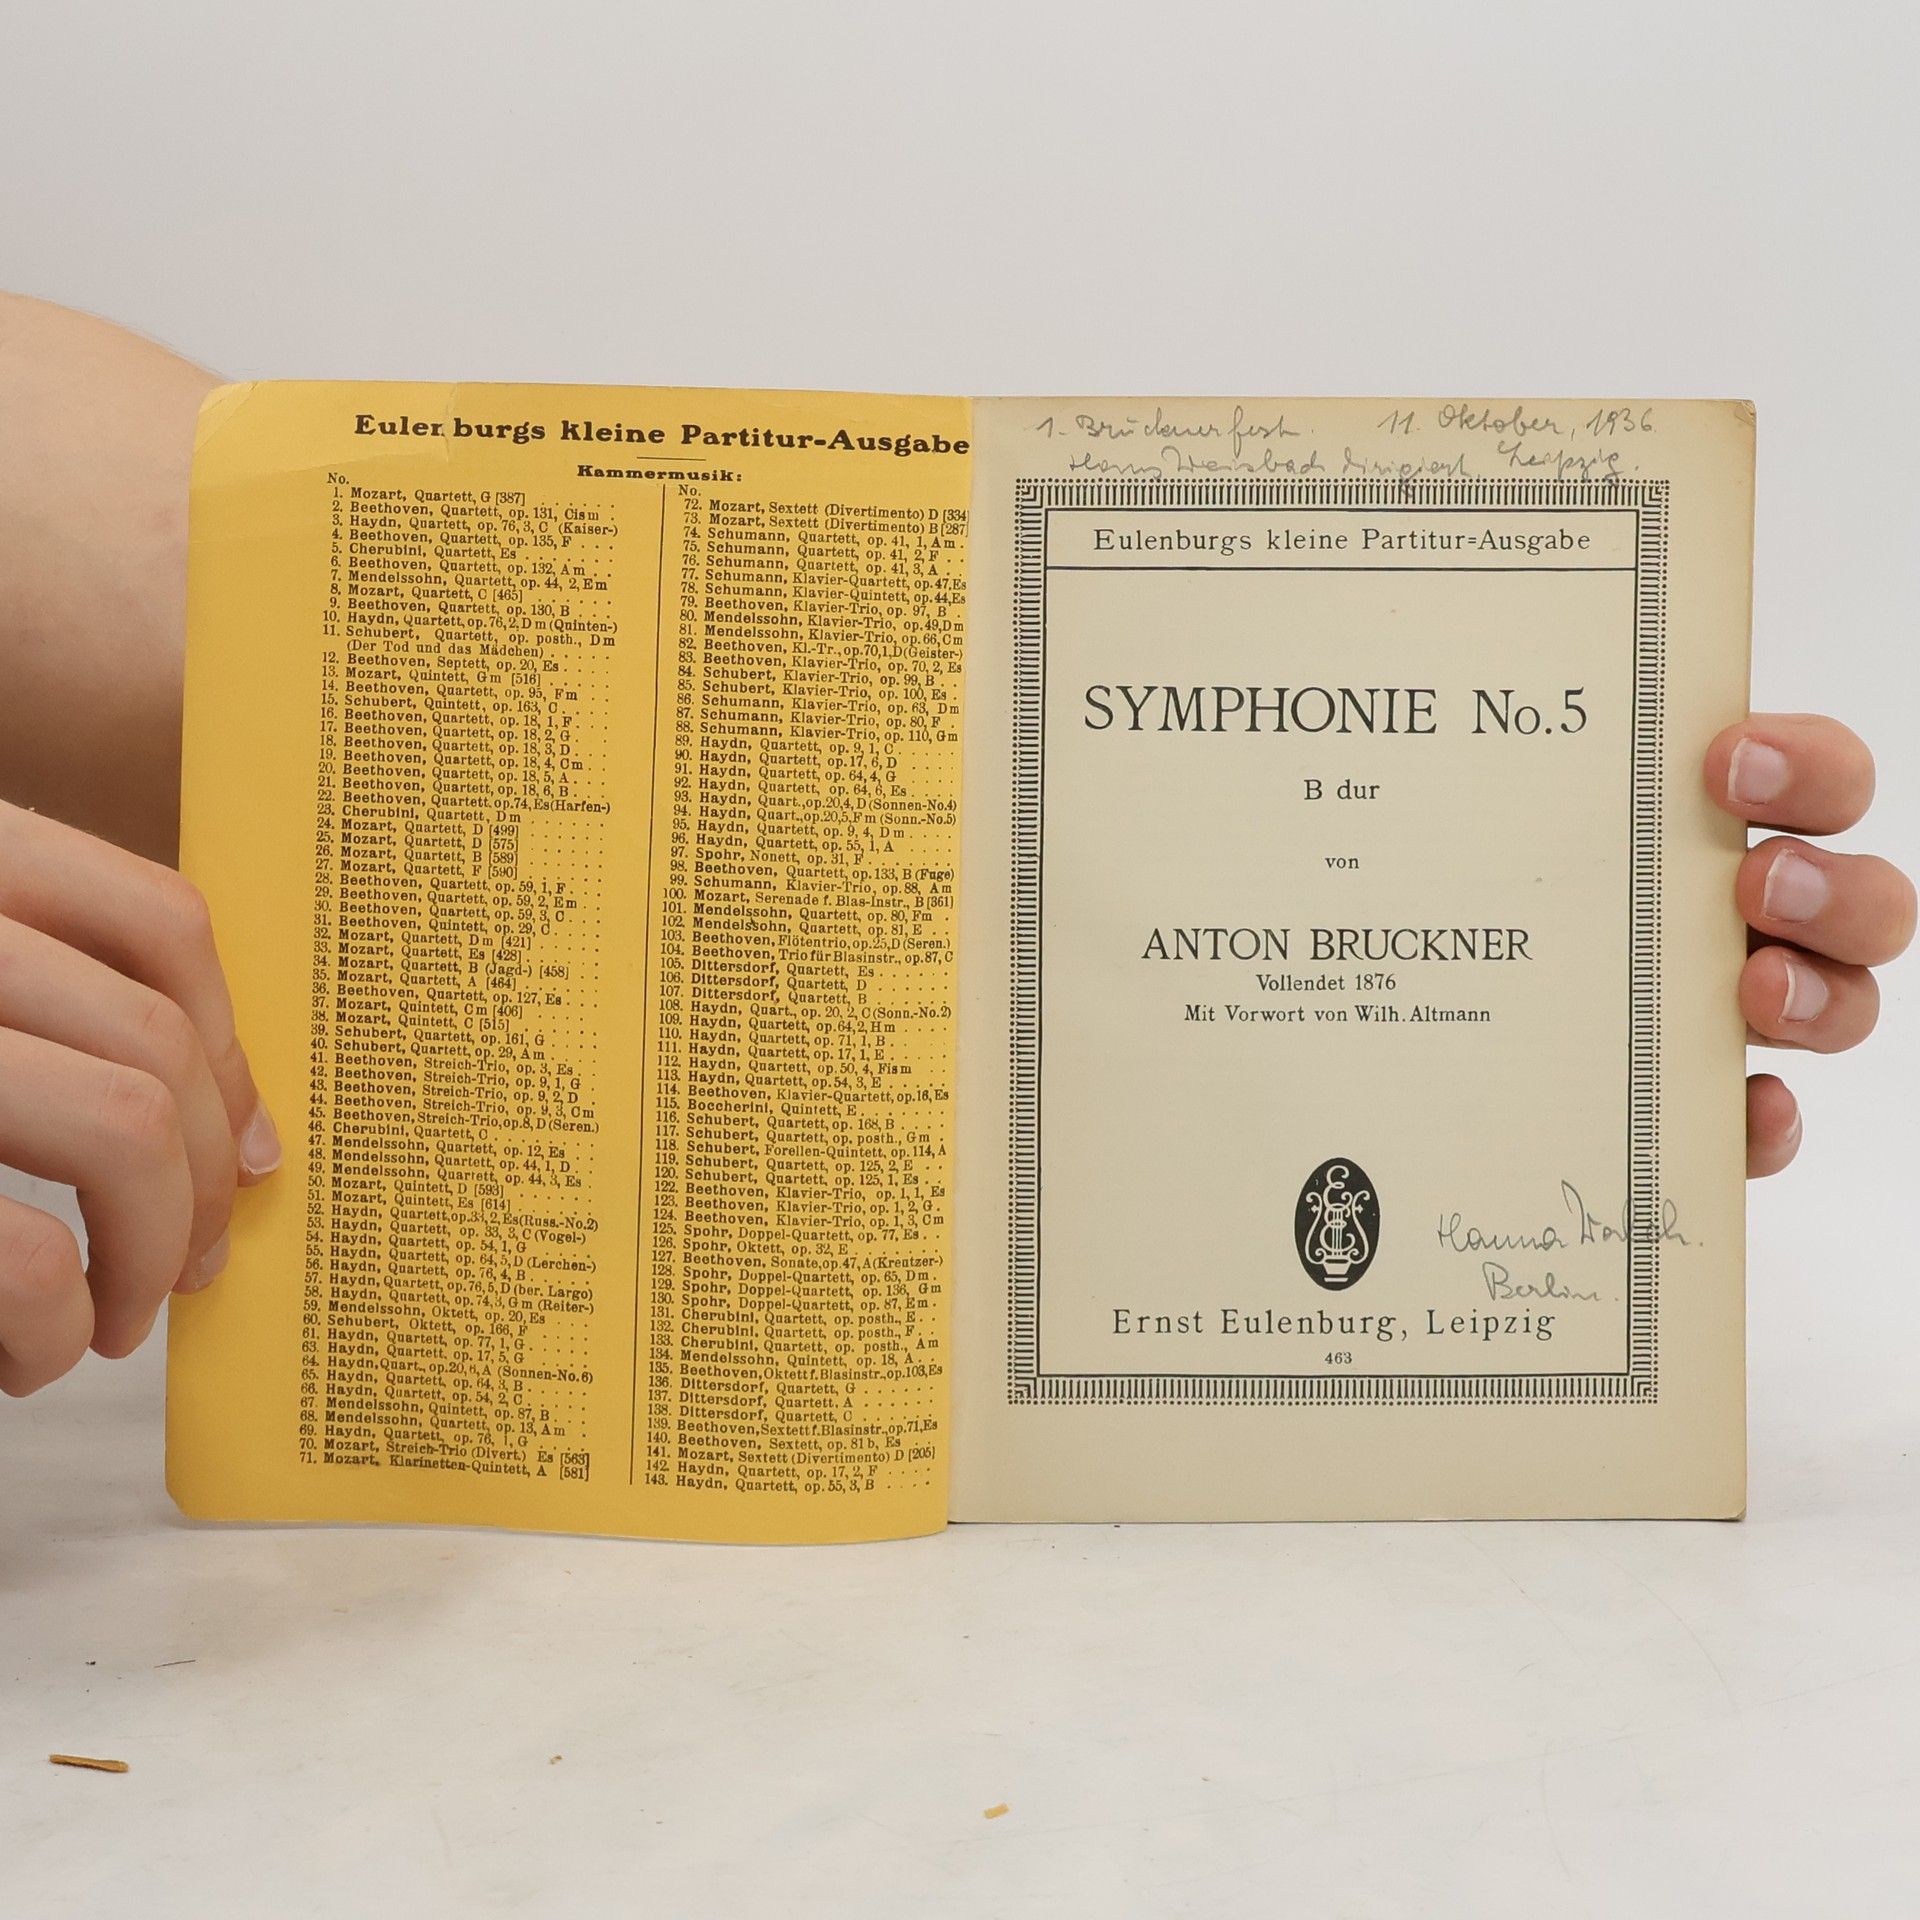 Eulenburgs kleine Partitur-Ausgabe
Kammermusik:
No.
1. Mozart, Quartett, G [387]
2. Beethoven, Quartett, op. 131, Cis m
3. Haydn, Quartett, op. 76, 3, C (Kaiser-)
4. Beethoven, Quartett, op. 135, F
5. Cherubini, Quartett, Es
6. Beethoven, Quartett, op. 132, Am
7. Mendelssohn, Quartett, op. 44, 2, Em
8. Mozart, Quartett, C [465]
9. Beethoven, Quartett, op. 130, B
10. Haydn, Quartett, op. 76, 2, Dm (Quinten-)
11. Schubert, Quartett, op. posth., Dm
(Der Tod und das Mädchen)
12. Beethoven, Septett, op. 20, Es
13. Mozart, Quintett, Gm [516]
14. Beethoven, Quartett, op. 95, Fm
15. Schubert, Quintett, op. 163, C
16. Beethoven, Quartett, op. 18, 1, F
17. Beethoven, Quartett, op. 18, 2, G
18. Beethoven, Quartett, op. 18, 3, D
19. Beethoven, Quartett, op. 18, 4, Cm
20. Beethoven, Quartett, op. 18, 5, A
21. Beethoven, Quartett, op. 18, 6, B
22. Beethoven, Quartett, op. 74, Es (Harfen-)
23. Cherubini, Quartett, Dm
24. Mozart, Quartett, D [499]
25. Mozart, Quartett, D [575]
26. Mozart, Quartett, B [589]
27. Mozart, Quartett, F [590]
28. Beethoven, Quartett, op. 59, 1, F
29. Beethoven, Quartett, op. 59, 2, Em
30. Beethoven, Quartett, op. 59, 3, C
31. Beethoven, Quintett, op. 29, C
32. Mozart, Quartett, Dm [421]
33. Mozart, Quartett, Es [428]
34. Mozart, Quartett, B (Jagd-) [458]
35. Mozart, Quartett, A [464]
36. Beethoven, Quartett, op. 127, Es
37. Mozart, Quintett, Cm [406]
38. Mozart, Quintett, C [515]
39. Schubert, Quartett, op. 161, G
40. Schubert, Quartett, op. 29, Am
41. Beethoven, Streich-Trio, op. 3, Es
42. Beethoven, Streich-Trio, op. 9, 1, G
43. Beethoven, Streich-Trio, op. 9, 2, D
44. Beethoven, Streich-Trio, op. 9, 3, Cm
45. Beethoven, Streich-Trio, op. 8, D (Seren.)
46. Cherubini, Quartett, C
47. Mendelssohn, Quartett, op. 12, Es
48. Mendelssohn, Quartett, op. 44, 1, D
49. Mendelssohn, Quartett, op. 44, 3, Es
50. Mozart, Quintett, D [593]
51. Mozart, Quintett, Es [614]
52. Haydn, Quartett, op. 33, 2, Es (Russ.-No. 2)
53. Haydn, Quartett, op. 33, 3, C (Vogel-)
54. Haydn, Quartett, op. 54, 1, G
55. Haydn, Quartett, op. 64, 5, D (Lerchen-)
56. Haydn, Quartett, op. 76, 4, B
57. Haydn, Quartett, op. 76, 5, D (ber. Largo)
58. Haydn, Quartett, op. 74, 3, Gm (Reiter-)
59. Mendelssohn, Oktett, op. 20, Es
60. Schubert, Oktett, op. 166, F
61. Haydn, Quartett, op. 77, 1, G
63. Haydn, Quartett, op. 17, 5, G
64. Haydn, Quart., op. 20, 6, A (Sonnen-No. 6)
65. Haydn, Quartett, op. 64, 3, B
66. Haydn, Quartett, op. 54, 2, C
67. Mendelssohn, Quintett, op. 87, B
68. Mendelssohn, Quartett, op. 13, Am
69. Haydn, Quartett, op. 76, 1, G
70. Mozart, Streich-Trio (Divert.) Es [563]
71. Mozart, Klarinetten-Quintett, A [581]
No.
72. Mozart, Sextett (Divertimento) D [334
73. Mozart, Sextett (Divertimento) B [287]
74. Schumann, Quartett, op. 41, 1, Am
75. Schumann, Quartett, op. 41, 2, F
76. Schumann, Quartett, op. 41, 3, A
77. Schumann, Klavier-Quartett, op. 47, Es
78. Schumann, Klavier-Quintett, op. 44, Es
79. Beethoven, Klavier-Trio, op. 97, B
80. Mendelssohn, Klavier-Trio, op. 49, Dm
81. Mendelssohn, Klavier-Trio, op. 66, Cm
82. Beethoven, Kl.-Tr., op. 70, 1, D (Geister-)
83. Beethoven, Klavier-Trio, op. 70, 2, Es
84. Schubert, Klavier-Trio, op. 99, B
85. Schubert, Klavier-Trio, op. 100, Es
86. Schumann, Klavier-Trio, op. 63, Dm
87. Schumann, Klavier-Trio, op. 80, F
88. Schumann, Klavier-Trio, op. 110, Gm
89. Haydn, Quartett, op. 9, 1, C
90. Haydn, Quartett, op. 17, 6, D
91. Haydn, Quartett, op. 64, 4, G
92. Haydn, Quartett, op. 64, 6, Es
93. Haydn, Quart., op. 20, 4, D (Sonnen-No. 4)
94. Haydn, Quart., op. 20, 5, Fm (Sonn.-No. 5)
95. Haydn, Quartett, op. 9, 4, Dm
96. Haydn, Quartett, op. 55, 1, A
97. Spohr, Nonett, op. 31, F
98. Beethoven, Quartett, op. 133, B (Fuge)
99. Schumann, Klavier-Trio, op. 88, Am
100. Mozart, Serenade f. Blas-Instr., B [361]
101. Mendelssohn, Quartett, op. 80, Fm
102. Mendelssohn, Quartett, op. 81, E
103. Beethoven, Flötentrio, op. 25, D (Seren.)
104. Beethoven, Trio für Blasinstr., op. 87, C
105. Dittersdorf, Quartett, Es
106. Dittersdorf, Quartett, D
107. Dittersdorf, Quartett, B
108. Haydn, Quart., op. 20, 2, C (Sonn.-No. 2)
109. Haydn, Quartett, op. 64, 2, Hm
110. Haydn, Quartett, op. 71, 1, B
111. Haydn, Quartett, op. 17, 1, E
112. Haydn, Quartett, op. 50, 4, Fis m
113. Haydn, Quartett, op. 54, 3, E
114. Beethoven, Klavier-Quartett, op. 16, Es
115. Boccherini, Quintett, E
116. Schubert, Quartett, op. 168, B
117. Schubert, Quartett, op. posth., Gm
118. Schubert, Forellen-Quintett, op. 114, A
119. Schubert, Quartett, op. 125, 2, E
120. Schubert, Quartett, op. 125, 1, Es
122. Beethoven, Klavier-Trio, op. 1, 1, Es
123. Beethoven, Klavier-Trio, op. 1, 2, G
124. Beethoven, Klavier-Trio, op. 1, 3, Cm
125. Spohr, Doppel-Quartett, op. 77, Es
126. Spohr, Oktett, op. 32, E
127. Beethoven, Sonate, op. 47, A (Kreutzer-)
128. Spohr, Doppel-Quartett, op. 65, Dm
129. Spohr, Doppel-Quartett, op. 136, Gm
130. Spohr, Doppel-Quartett, op. 87, Em
131. Cherubini, Quartett, op. posth., E
132. Cherubini, Quartett, op. posth., F
133. Cherubini, Quartett, op. posth., Am
134. Mendelssohn, Quintett, op. 18, A
135. Beethoven, Oktett f. Blasinstr., op. 103, Es
136. Dittersdorf, Quartett, G
137. Dittersdorf, Quartett, A
138. Dittersdorf, Quartett, C
139. Beethoven, Sextett f. Blasinstr., op. 71, Es
140. Beethoven, Sextett, op. 81 b, Es
141. Mozart, Sextett (Divertimento) D [205]
142. Haydn, Quartett, op. 17, 2, F
143. Haydn, Quartett, op. 55, 3, B
1. Brucknerfest. 11. Oktober, 1936.
Hans Weisbach dirigiert, Leipzig.
Eulenburgs kleine Partitur=Ausgabe
SYMPHONIE No. 5
B dur
von
ANTON BRUCKNER
Vollendet 1876
Mit Vorwort von Wilh. Altmann
Hanna
Berlin.
Ernst Eulenburg, Leipzig
463